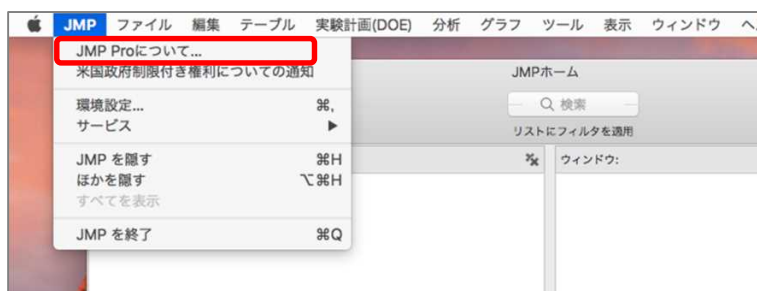 JMP ファイル 編集 テーブル 実験計画(DOE) 分析 グラフ ツール 表示 ウィンドウ
JMP Proについて...
米国政府制限付き権利についての通知
JMPホーム
環境設定... ⌘,
検索
サービス ▶
リストにフィルタを適用
JMP を隠す ⌘H
ウィンドウ:
ほかを隠す ⌥⌘H
すべてを表示
JMP を終了 ⌘Q